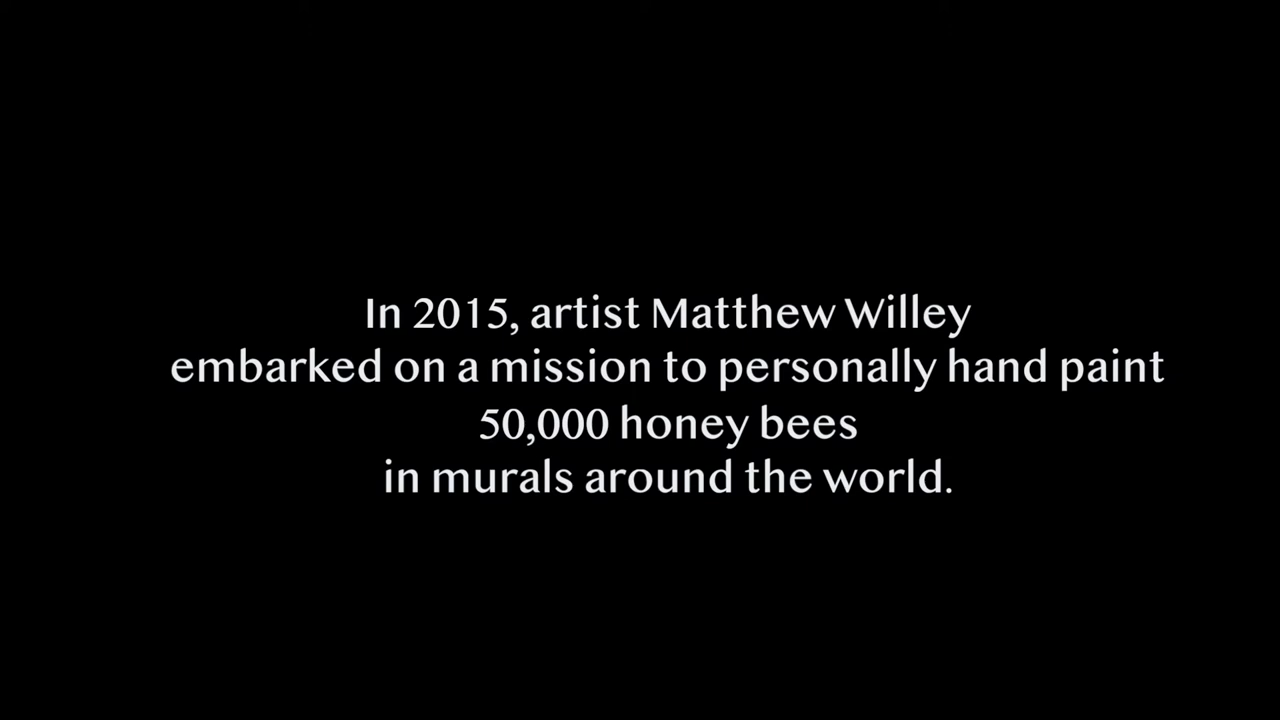 In 2015, artist Matthew Willey
embarked on a mission to personally hand paint
50,000 honey bees
in murals around the world.